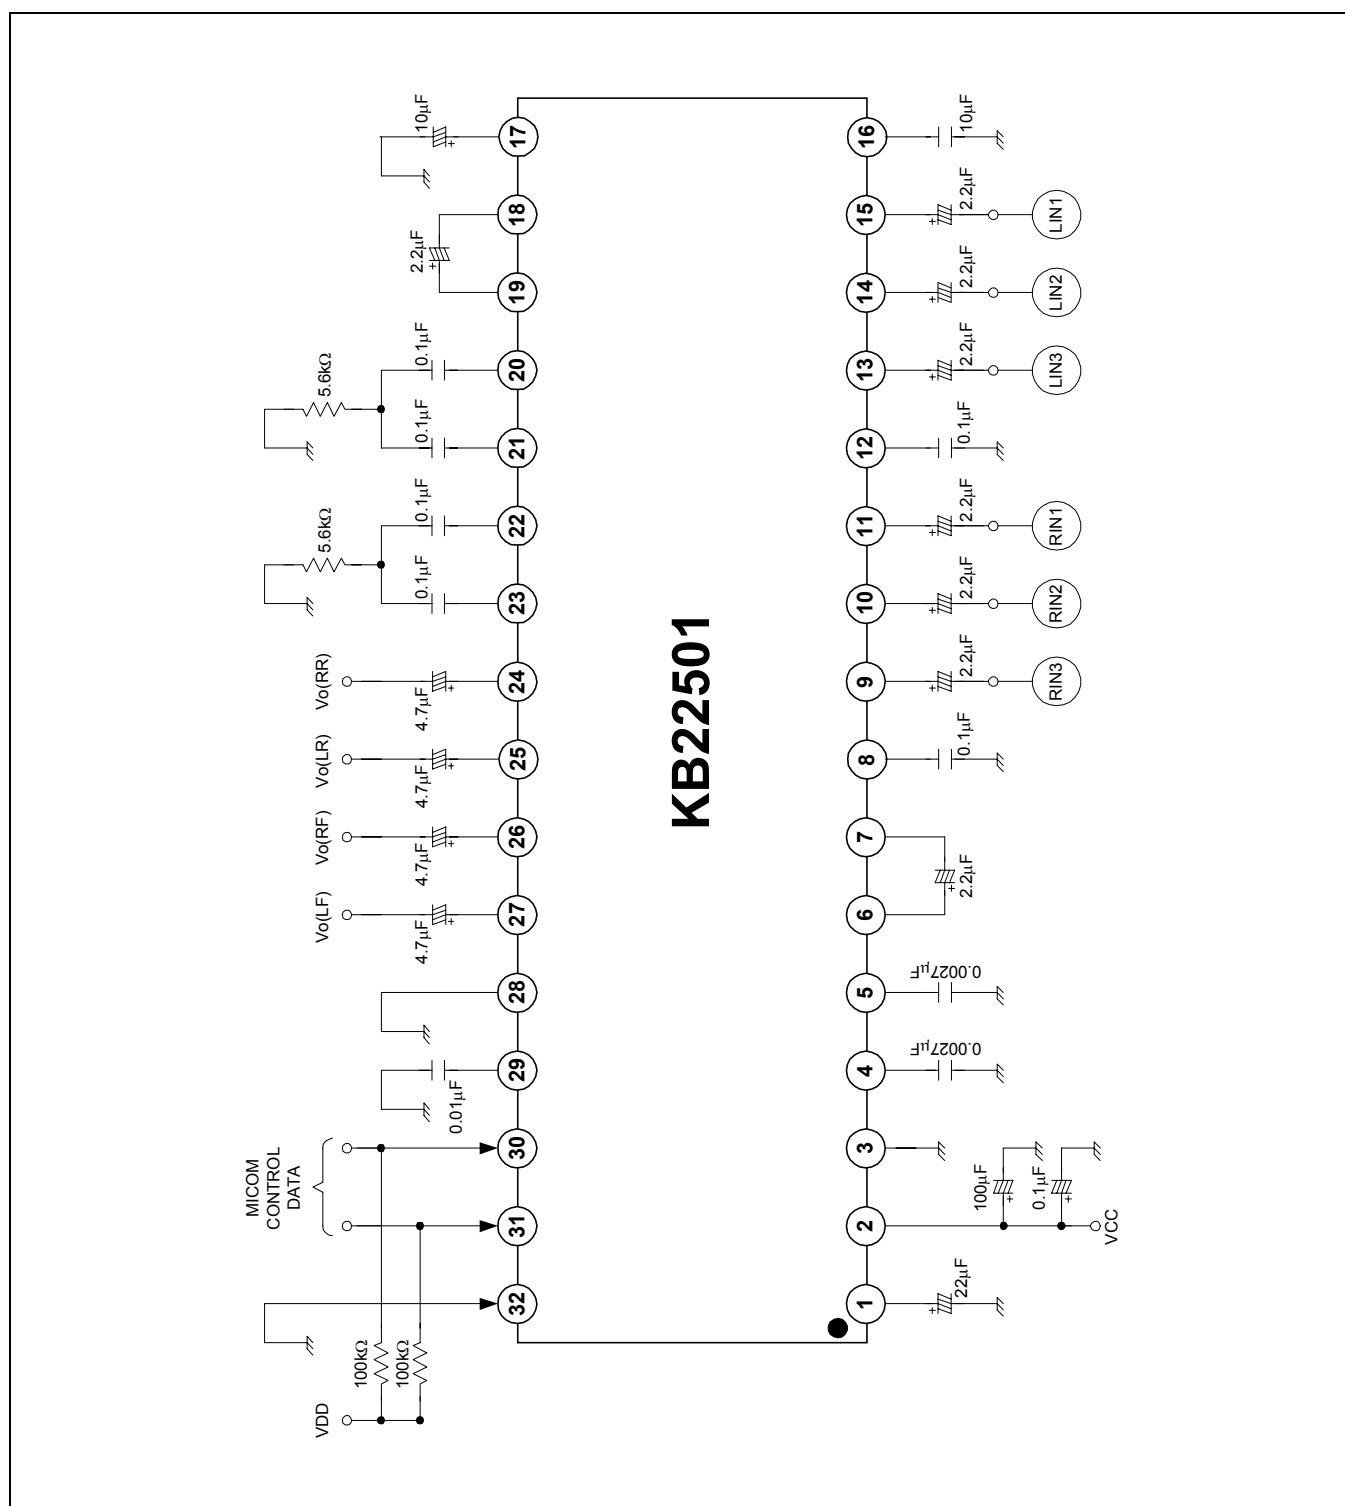 10µF
17
16
10µF
18
15
2.2µF
LIN1
2.2µF
19
14
2.2µF
LIN2
5.6kΩ
0.1µF
20
13
2.2µF
LIN3
0.1µF
21
12
0.1µF
5.6kΩ
0.1µF
22
11
2.2µF
RIN1
0.1µF
23
10
2.2µF
RIN2
KB22501
Vo(RR)
4.7µF
24
9
2.2µF
RIN3
Vo(LR)
4.7µF
25
8
0.1µF
Vo(RF)
4.7µF
26
7
2.2µF
Vo(LF)
4.7µF
27
6
28
5
0.0027µF
29
0.01µF
4
0.0027µF
MICOM
CONTROL
DATA
30
3
31
2
100µF
0.1µF
VCC
32
1
22µF
100kΩ
100kΩ
VDD